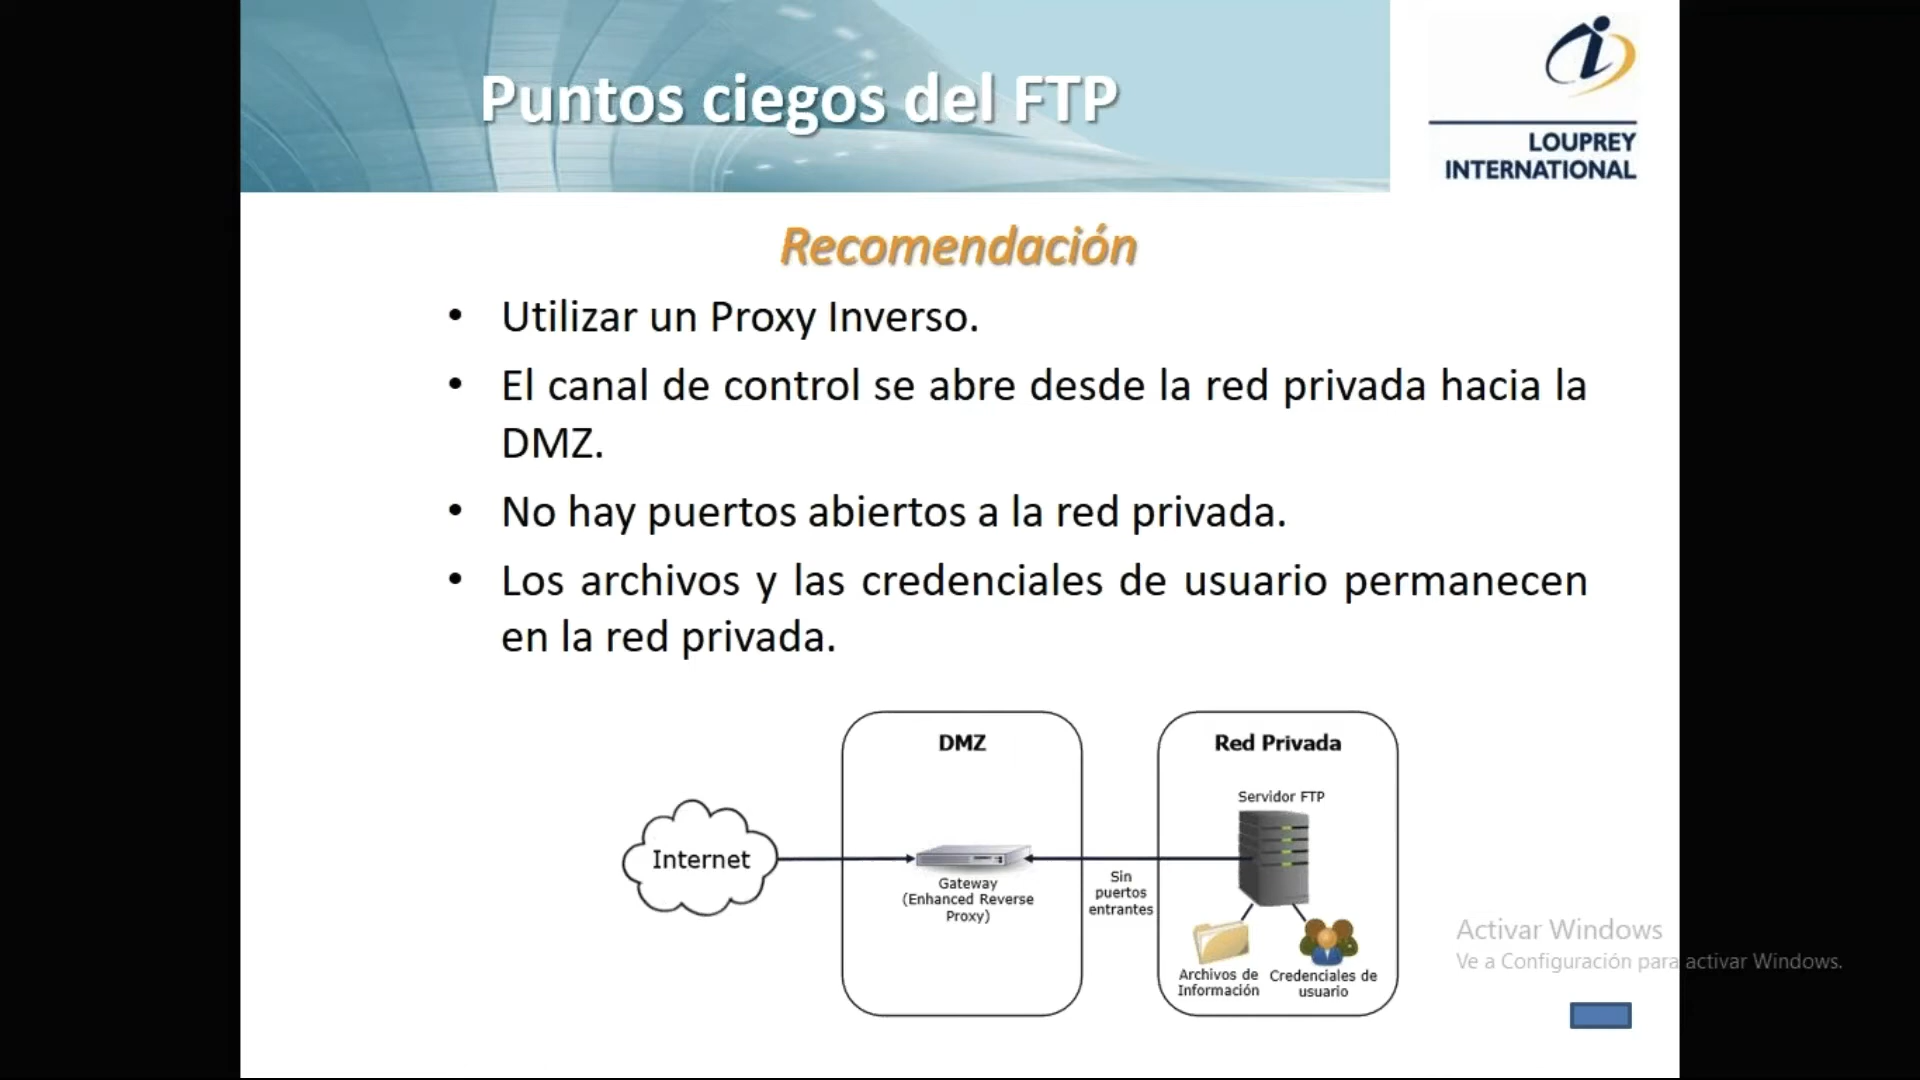 Puntos ciegos del FTP
LOUPREY
INTERNATIONAL
Recomendación
• Utilizar un Proxy Inverso.
• El canal de control se abre desde la red privada hacia la
DMZ.
• No hay puertos abiertos a la red privada.
• Los archivos y las credenciales de usuario permanecen
en la red privada.
DMZ
Red Privada
Servidor FTP
Internet
Gateway
(Enhanced Reverse
Proxy)
Sin
puertos
entrantes
Archivos de
Información
Credenciales de
usuario
Activar Windows
Ve a Configuración para activar Windows.